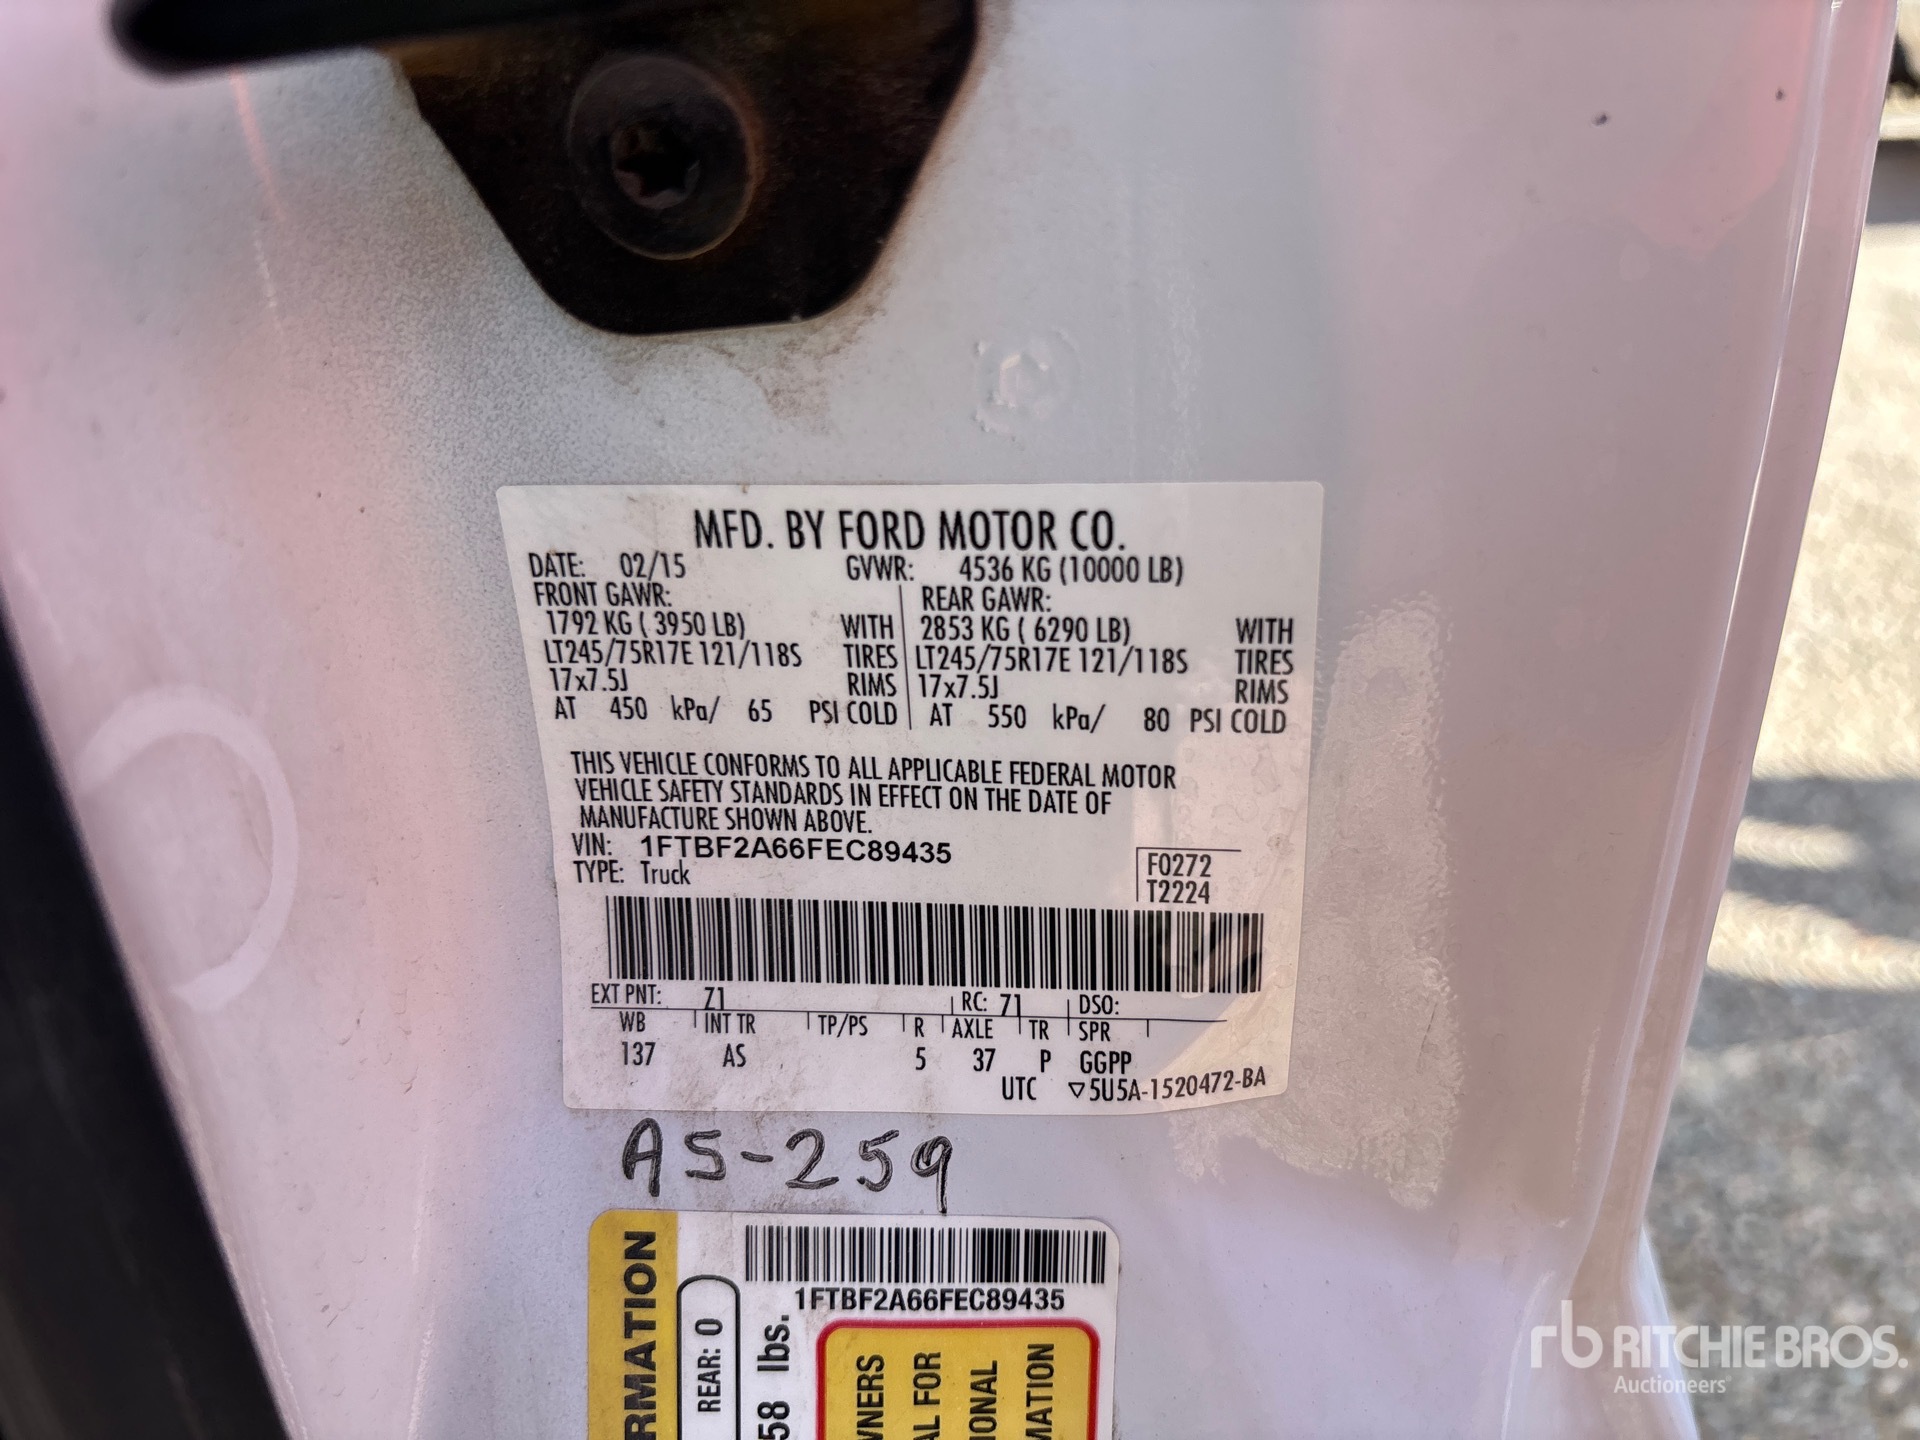 MFD. BY FORD MOTOR CO.
DATE: 02/15 GVWR: 4536 KG (10000 LB)
FRONT GAWR: REAR GAWR:
1792 KG ( 3950 LB) WITH 2853 KG ( 6290 LB) WITH
LT245/75R17E 121/118S TIRES LT245/75R17E 121/118S TIRES
17x7.5J RIMS 17x7.5J RIMS
AT 450 kPa/ 65 PSI COLD AT 550 kPa/ 80 PSI COLD
THIS VEHICLE CONFORMS TO ALL APPLICABLE FEDERAL MOTOR
VEHICLE SAFETY STANDARDS IN EFFECT ON THE DATE OF
MANUFACTURE SHOWN ABOVE.
VIN: 1FTBF2A66FEC89435
TYPE: Truck
F0272
T2224
EXT PNT: Z1 RC: 71 DSO:
WB INT TR TP/PS R AXLE TR SPR
137 AS 5 37 P GGPP
UTC ▽5U5A-1520472-BA
AS-259
1FTBF2A66FEC89435
RMATION
REAR: 0
58 lbs.
WNERS
AL FOR
IONAL
MATION
rb RITCHIE BROS.
Auctioneers